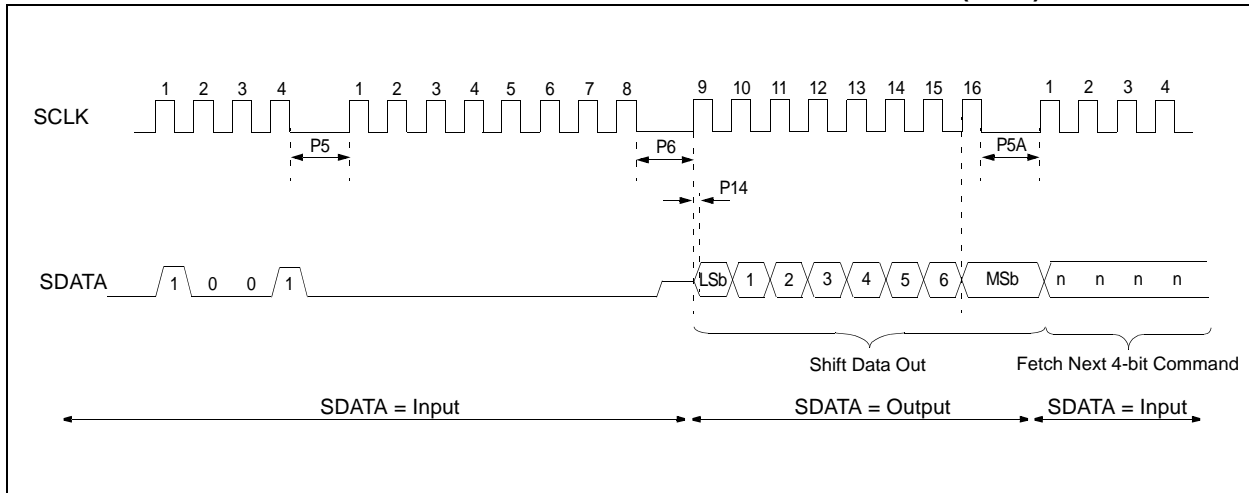 1 2 3 4 1 2 3 4 5 6 7 8 9 10 11 12 13 14 15 16 1 2 3 4
SCLK
P5 P6 P5A
P14
SDATA 1 0 0 1 LSb 1 2 3 4 5 6 MSb n n n n
Shift Data Out Fetch Next 4-bit Command
SDATA = Input SDATA = Output SDATA = Input